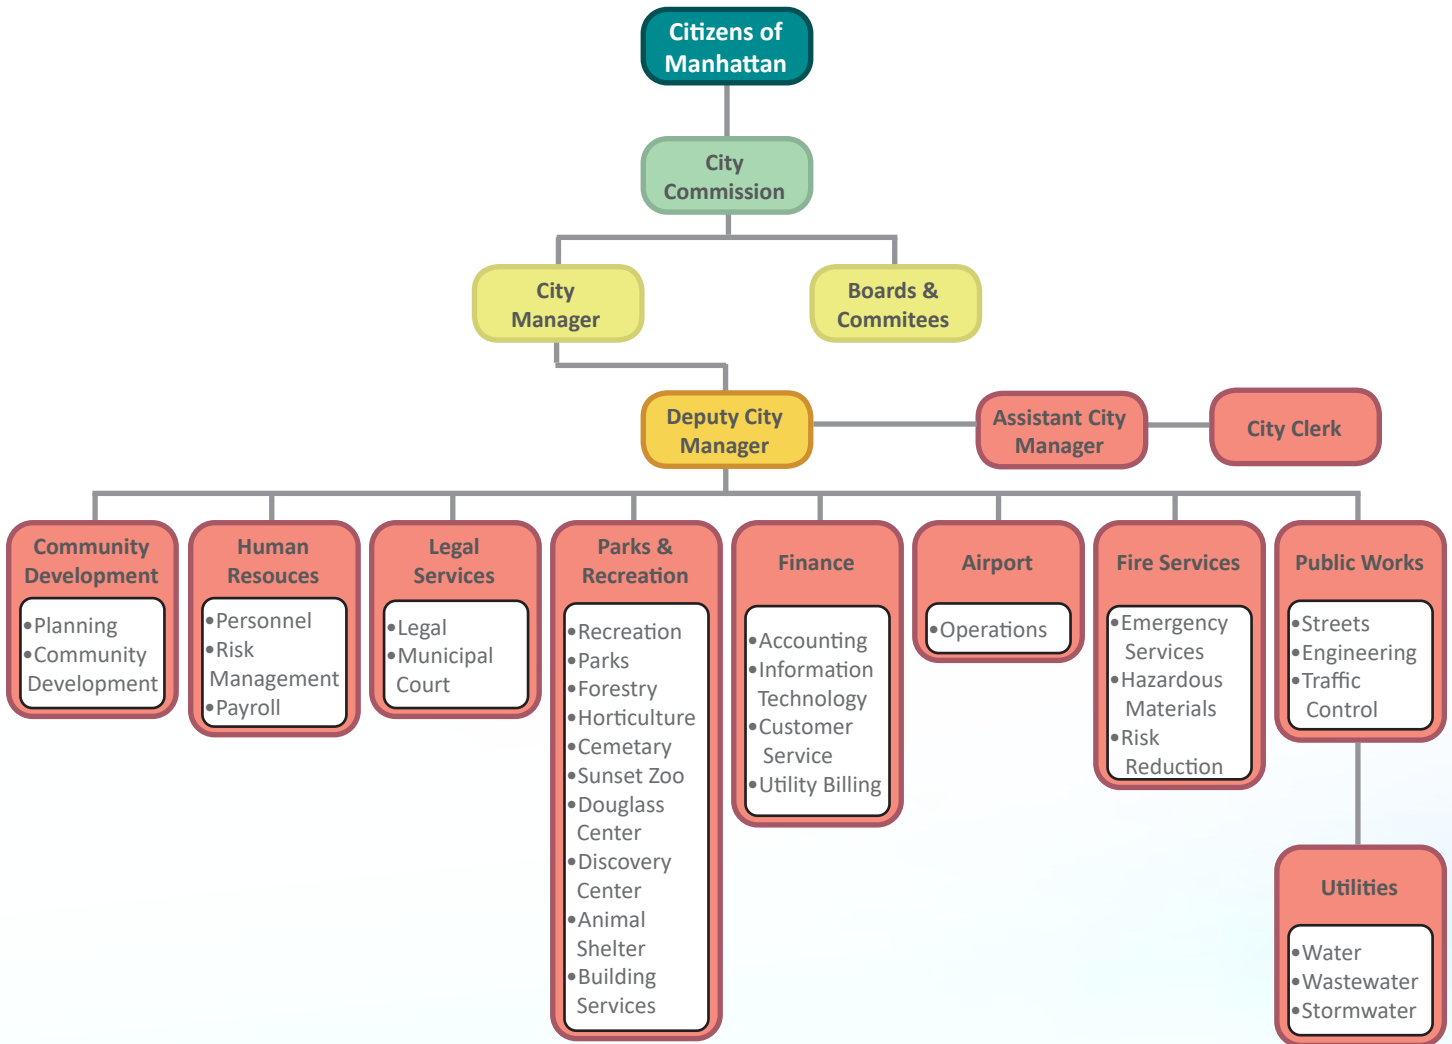 Citizens of
Manhattan
City
Commission
City
Manager
Boards &
Commitees
Deputy City
Manager
Assistant City
Manager
City Clerk
Community
Development
•Planning
•Community
Development
Human
Resouces
•Personnel
•Risk
Management
•Payroll
Legal
Services
•Legal
•Municipal
Court
Parks &
Recreation
•Recreation
•Parks
•Forestry
•Horticulture
•Cemetary
•Sunset Zoo
•Douglass
Center
•Discovery
Center
•Animal
Shelter
•Building
Services
Finance
•Accounting
•Information
Technology
•Customer
Service
•Utility Billing
Airport
•Operations
Fire Services
•Emergency
Services
•Hazardous
Materials
•Risk
Reduction
Public Works
•Streets
•Engineering
•Traffic
Control
Utilities
•Water
•Wastewater
•Stormwater